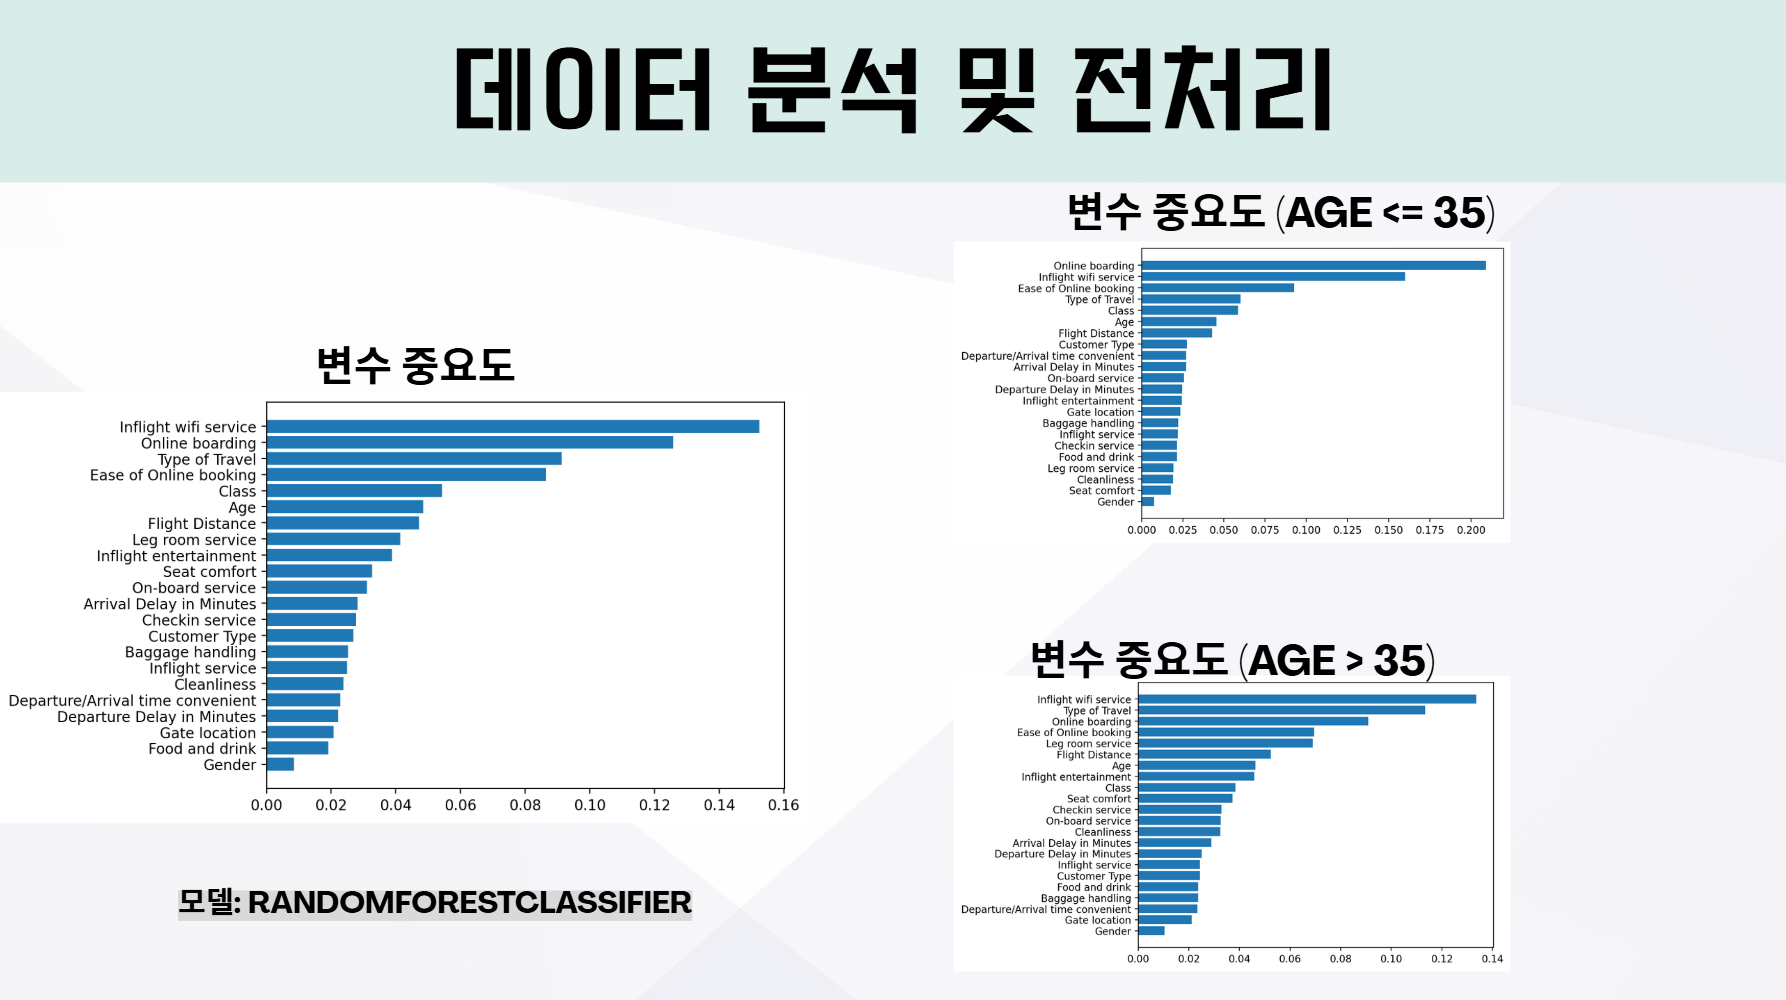 데이터 분석 및 전처리
변수 중요도
Inflight wifi service
Online boarding
Type of Travel
Ease of Online booking
Class
Age
Flight Distance
Leg room service
Inflight entertainment
Seat comfort
On-board service
Arrival Delay in Minutes
Checkin service
Customer Type
Baggage handling
Inflight service
Cleanliness
Departure/Arrival time convenient
Departure Delay in Minutes
Gate location
Food and drink
Gender
0.00 0.02 0.04 0.06 0.08 0.10 0.12 0.14 0.16
모델: RANDOMFORESTCLASSIFIER
변수 중요도 (AGE <= 35)
Online boarding
Inflight wifi service
Ease of Online booking
Type of Travel
Class
Age
Flight Distance
Customer Type
Departure/Arrival time convenient
Arrival Delay in Minutes
On-board service
Departure Delay in Minutes
Inflight entertainment
Gate location
Baggage handling
Inflight service
Checkin service
Food and drink
Leg room service
Cleanliness
Seat comfort
Gender
0.000 0.025 0.050 0.075 0.100 0.125 0.150 0.175 0.200
변수 중요도 (AGE > 35)
Inflight wifi service
Type of Travel
Online boarding
Ease of Online booking
Leg room service
Flight Distance
Age
Inflight entertainment
Class
Seat comfort
Checkin service
On-board service
Cleanliness
Arrival Delay in Minutes
Departure Delay in Minutes
Inflight service
Customer Type
Food and drink
Baggage handling
Departure/Arrival time convenient
Gate location
Gender
0.00 0.02 0.04 0.06 0.08 0.10 0.12 0.14